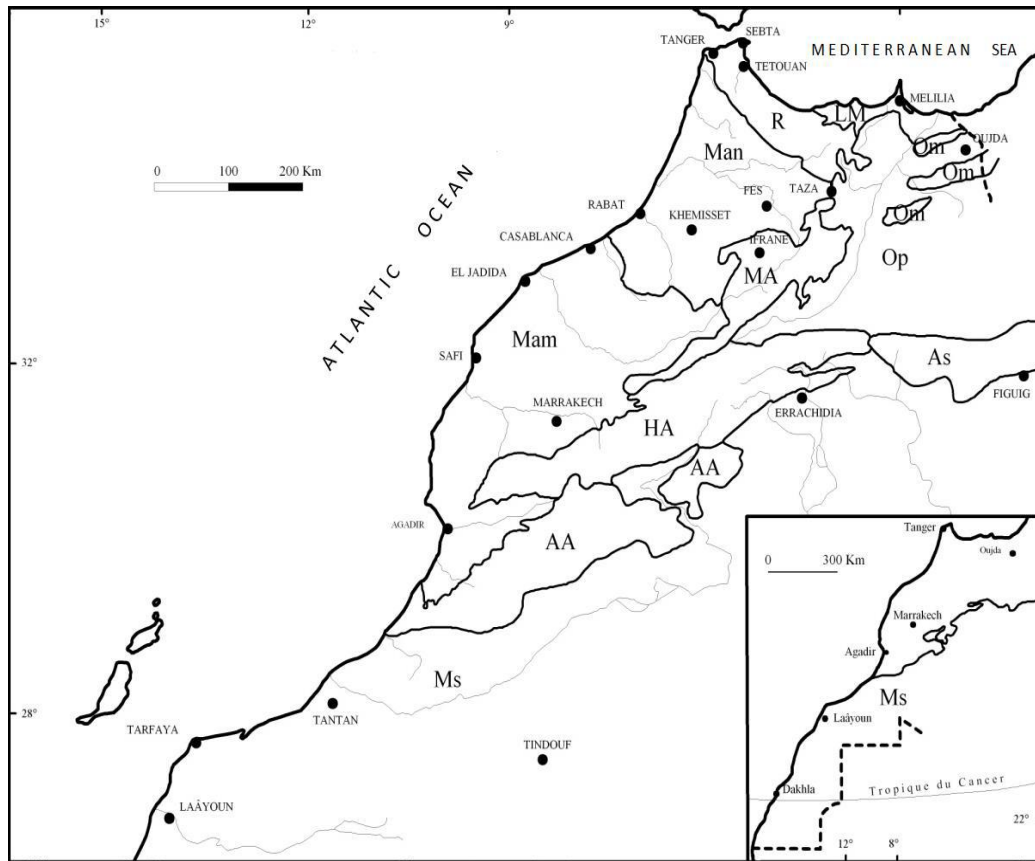 15°
12°
9°
SEBTA
TANGER
MEDITERRANEAN SEA
TETOUAN
MELILIA
LM
R
Om
OUJDA
Man
Om
0 100 200 Km
FES
TAZA
RABAT
KHEMISSET
Om
ATLANTIC OCEAN
CASABLANCA
IFRANE
MA
Op
EL JADIDA
Mam
As
32°
SAFI
FIGUIG
MARRAKECH
ERRACHIDIA
HA
AA
AGADIR
AA
Ms
28°
TANTAN
TARFAYA
TINDOUF
LAÂYOUN
Tanger
0 300 Km
Oujda
Marrakech
Agadir
Ms
Laâyoun
Tropique du Cancer
Dakhla
22°
12° 8°